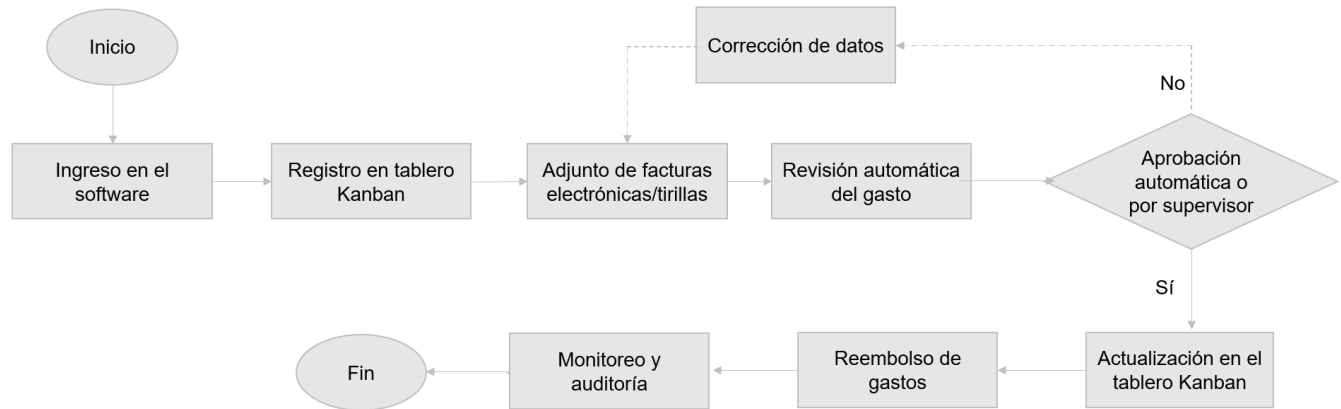 Inicio
Corrección de datos
No
Ingreso en el
software
Registro en tablero
Kanban
Adjunto de facturas
electrónicas/tirillas
Revisión automática
del gasto
Aprobación
automática o
por supervisor
Sí
Fin
Monitoreo y
auditoría
Reembolso de
gastos
Actualización en el
tablero Kanban